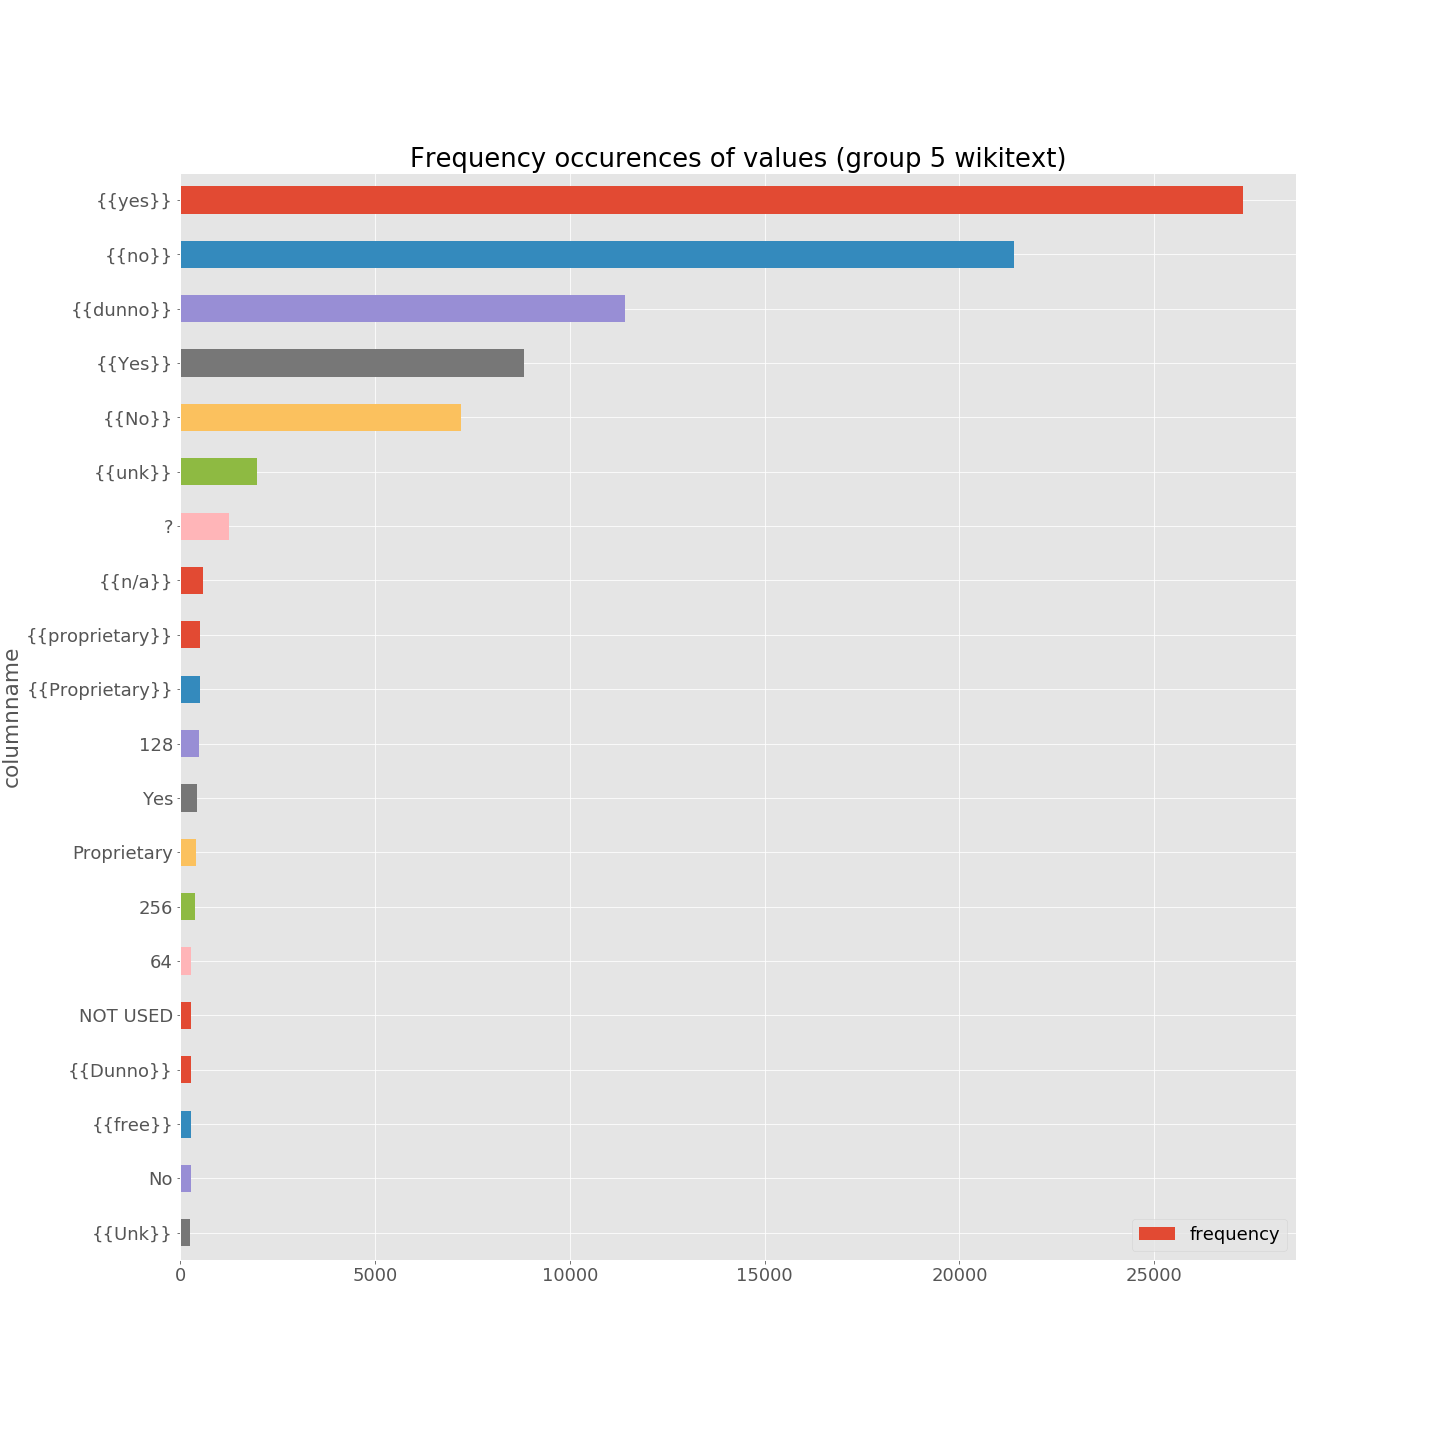 Frequency occurences of values (group 5 wikitext)
{{yes}}
{{no}}
{{dunno}}
{{Yes}}
{{No}}
{{unk}}
?
{{n/a}}
{{proprietary}}
{{Proprietary}}
128
Yes
Proprietary
256
64
NOT USED
{{Dunno}}
{{free}}
No
{{Unk}}
columnname
frequency
0 5000 10000 15000 20000 25000